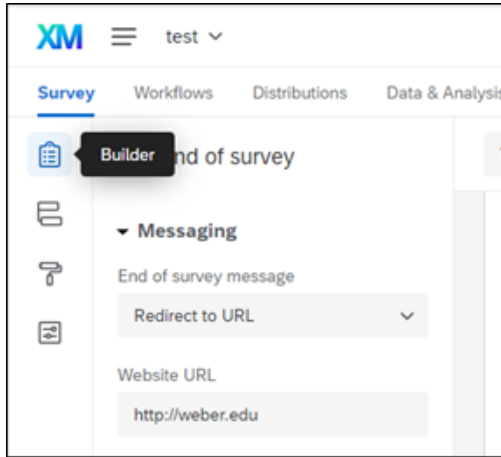 XM test
Survey Workflows Distributions Data & Analysis
Builder nd of survey
Messaging
End of survey message
Redirect to URL
Website URL
http://weber.edu